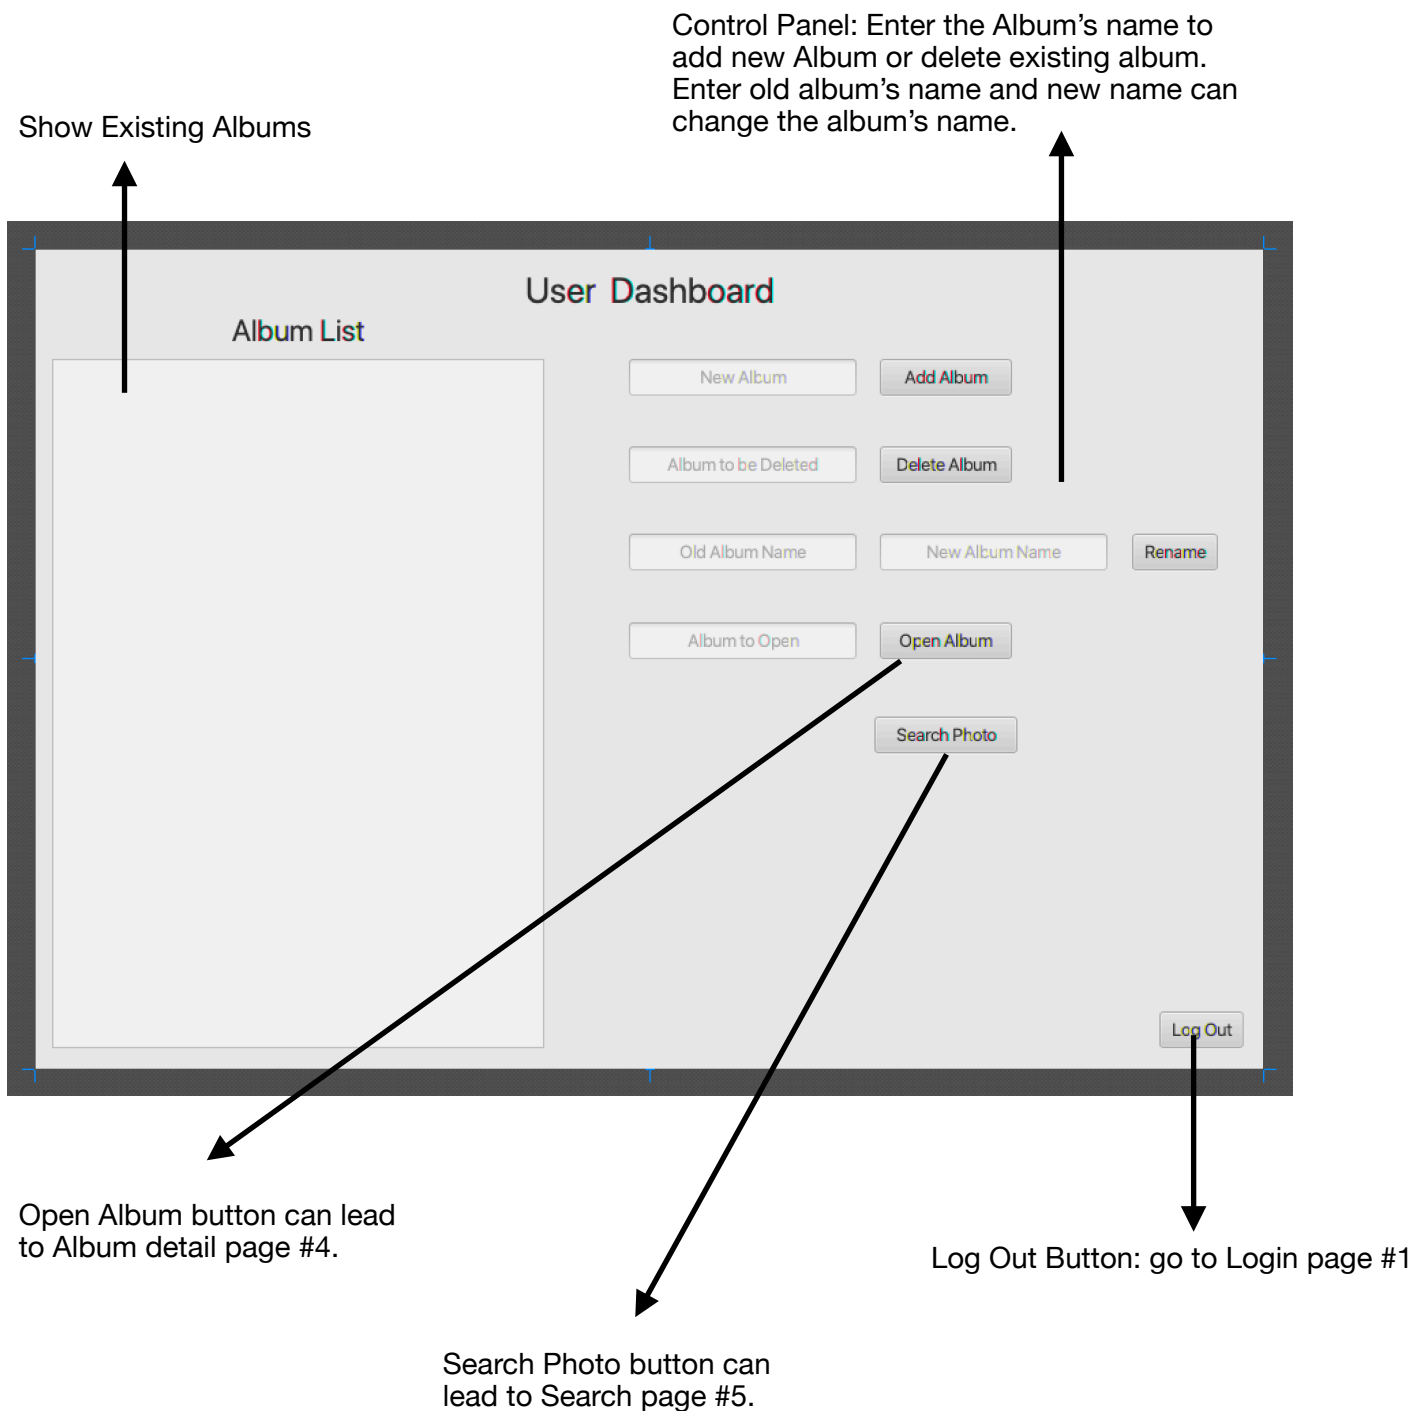 Control Panel: Enter the Album’s name to
add new Album or delete existing album.
Enter old album’s name and new name can
change the album’s name.
Show Existing Albums
User Dashboard
Album List
New Album
Add Album
Album to be Deleted
Delete Album
Old Album Name
New Album Name
Rename
Album to Open
Open Album
Search Photo
Log Out
Open Album button can lead
to Album detail page #4.
Log Out Button: go to Login page #1
Search Photo button can
lead to Search page #5.